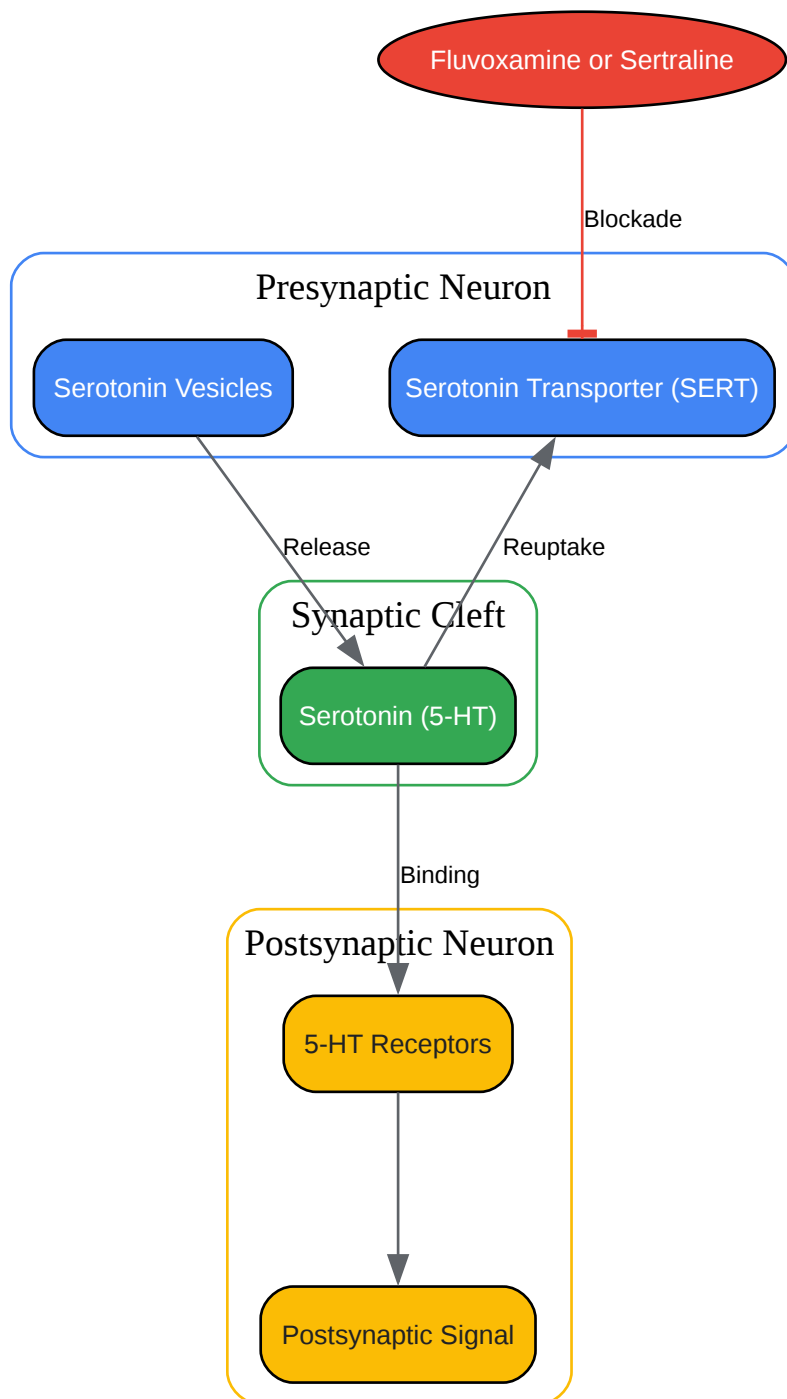 Fluvoxamine or Sertraline
Blockade
Presynaptic Neuron
Serotonin Vesicles
Serotonin Transporter (SERT)
Release
Reuptake
Synaptic Cleft
Serotonin (5-HT)
Binding
Postsynaptic Neuron
5-HT Receptors
Postsynaptic Signal